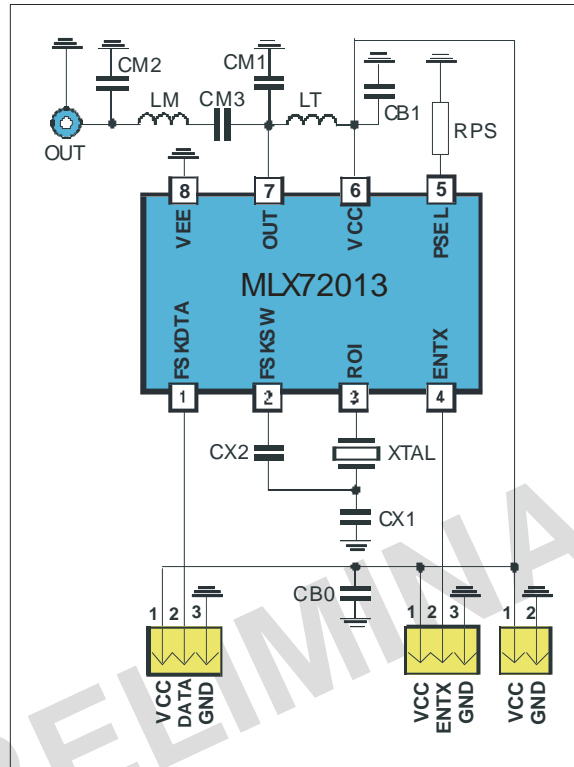 CM2
CM1
LM
CM3
LT
CB1
RPS
OUT
8
7
6
5
VEE
OUT
VCC
PSEL
MLX72013
FSKDTA
FSKSW
ROI
ENTX
1
2
3
4
CX2
XTAL
CX1
CB0
1 2 3
1 2 3
1 2
VCC
DATA
GND
VCC
ENTX
GND
VCC
GND